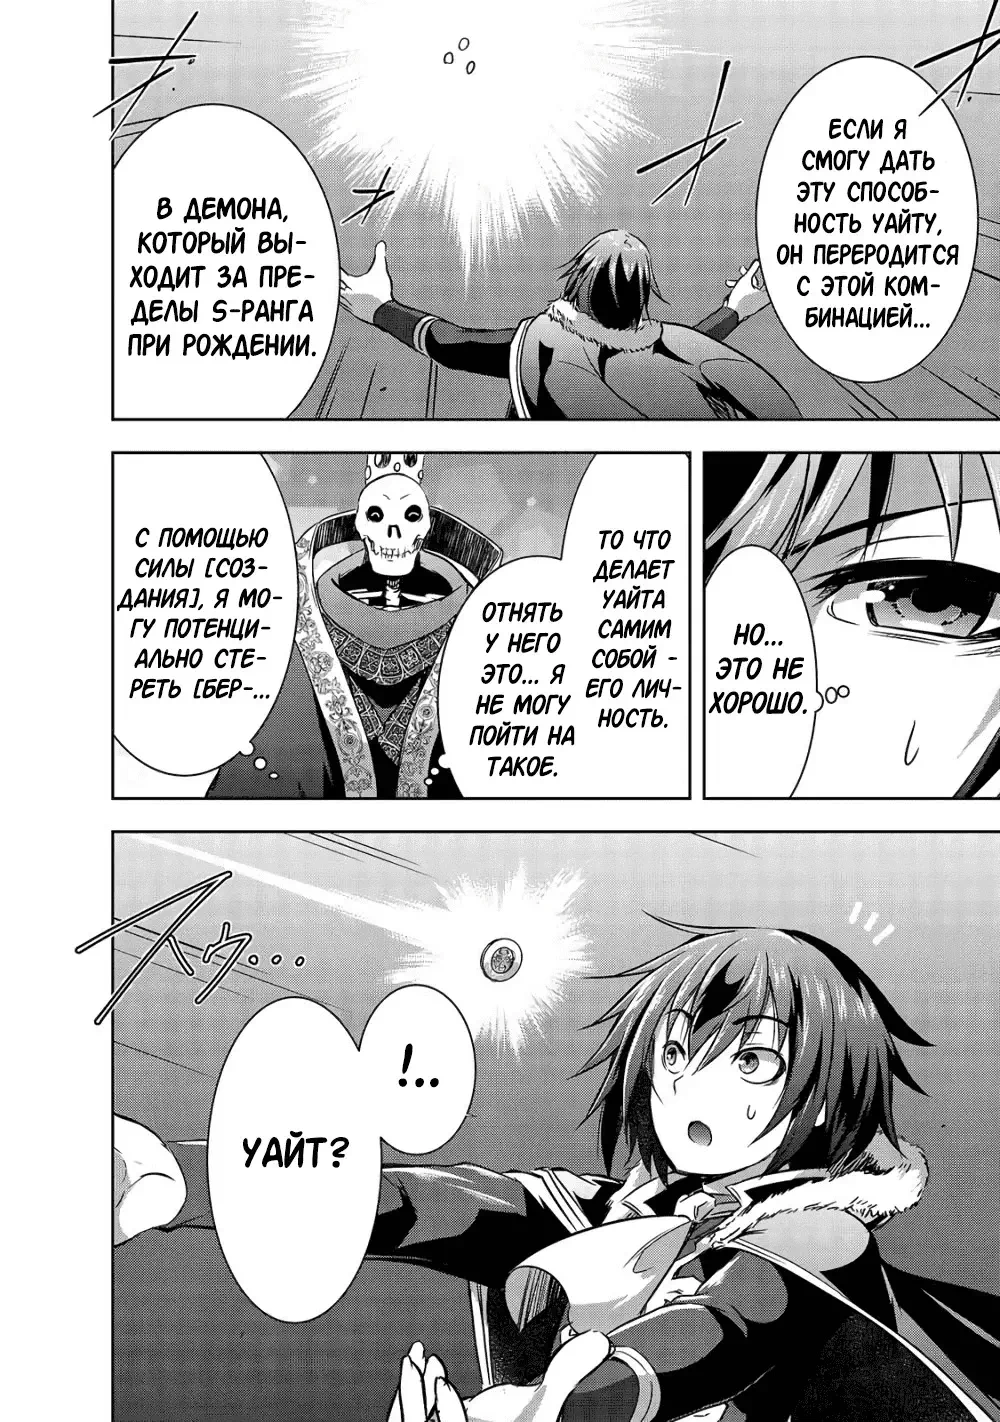 ЕСЛИ Я
СМОГУ ДАТЬ
ЭТУ СПОСОБ-
НОСТЬ УАЙТУ,
ОН ПЕРЕРОДИТСЯ
С ЭТОЙ КОМ-
БИНАЦИЕЙ...
В ДЕМОНА,
КОТОРЫЙ ВЫ-
ХОДИТ ЗА ПРЕ-
ДЕЛЫ S-РАНГА
ПРИ РОЖДЕНИИ.
НО...
ЭТО НЕ
ХОРОШО.
ТО ЧТО
ДЕЛАЕТ
УАЙТА
САМИМ
СОБОЙ -
ЕГО ЛИЧ-
НОСТЬ.
ОТНЯТЬ
У НЕГО
ЭТО... Я
НЕ МОГУ
ПОЙТИ НА
ТАКОЕ.
С ПОМОЩЬЮ
СИЛЫ [СОЗ-
ДАНИЯ], Я МО-
ГУ ПОТЕНЦИ-
АЛЬНО СТЕ-
РЕТЬ [БЕР-...
!..
УАЙТ?
スゥ...